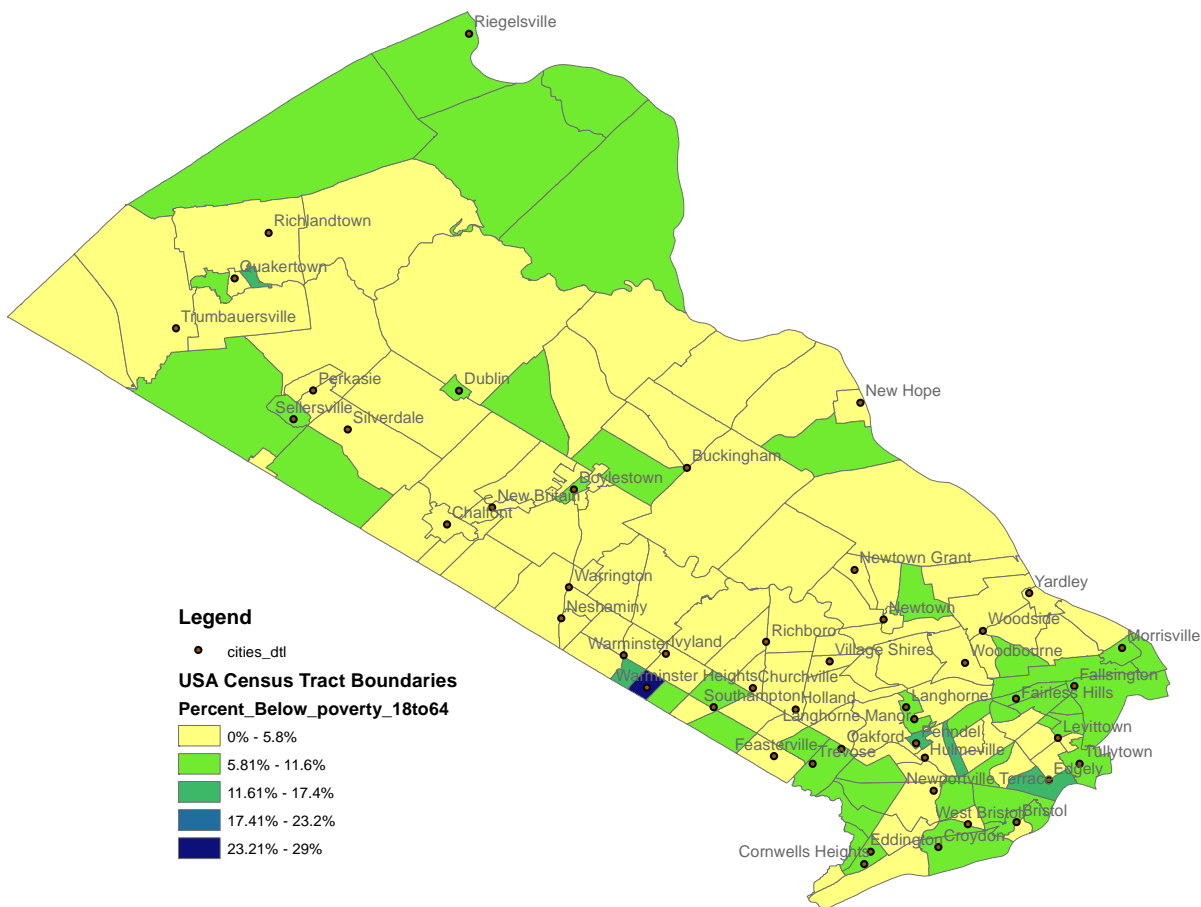 Riegelsville
Richlandtown
Quakertown
Trumbauersville
Perkasie
Dublin
New Hope
Sellersville
Silverdale
Buckingham
Doylestown
New Britain
Chalfont
Newtown Grant
Warrington
Yardley
Neshaminy
Newtown
Woodside
Legend
Richboro
Morrisville
cities_dtl
Warminster
Ivyland
Village Shires
Woodbourne
USA Census Tract Boundaries
Warminster Heights
Churchville
Fallsington
Percent_Below_poverty_18to64
Southampton
Holland
Langhorne
Fairless Hills
Langhorne Manor
0% - 5.8%
Penndel
Levittown
Feasterville
Trevose
Oakford
Hulmeville
Tullytown
5.81% - 11.6%
Edgely
Newportville Terrace
11.61% - 17.4%
West Bristol
Bristol
17.41% - 23.2%
Eddington
Croydon
23.21% - 29%
Cornwells Heights